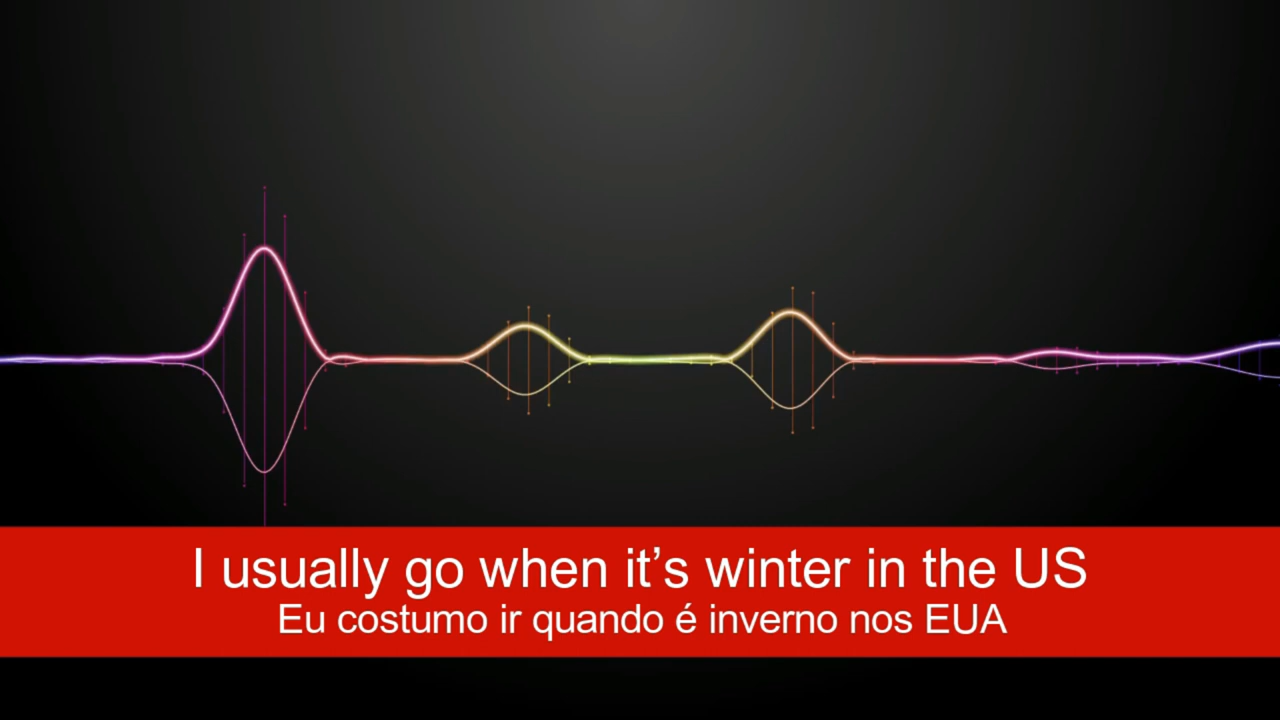 I usually go when it’s winter in the US
Eu costumo ir quando é inverno nos EUA